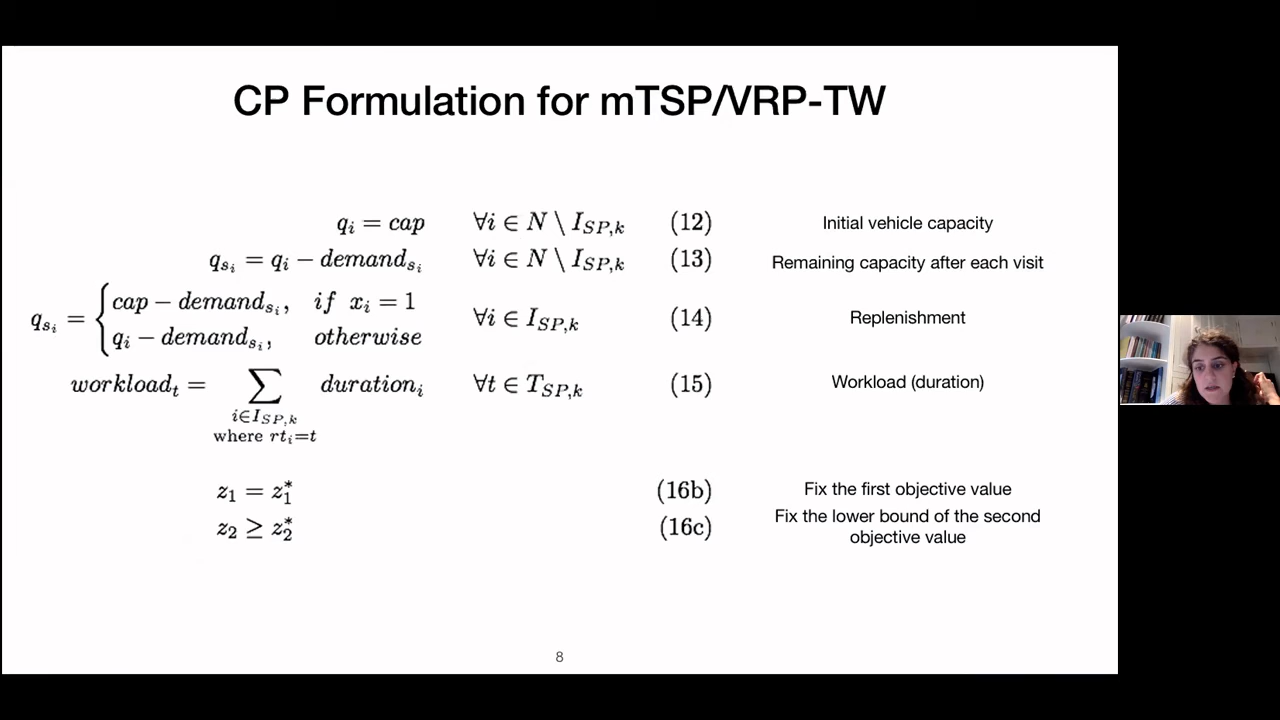 CP Formulation for mTSP/VRP-TW
q_i = cap ∀i ∈ N \ I_{SP,k} (12) Initial vehicle capacity
q_{s_i} = q_i − demand_{s_i} ∀i ∈ N \ I_{SP,k} (13) Remaining capacity after each visit
q_{s_i} = { cap − demand_{s_i}, if x_i = 1
q_i − demand_{s_i}, otherwise ∀i ∈ I_{SP,k} (14) Replenishment
workload_t = ∑ duration_i ∀t ∈ T_{SP,k} (15) Workload (duration)
i∈I_{SP,k}
where rt_i=t
z_1 = z_1^* (16b) Fix the first objective value
z_2 ≥ z_2^* (16c) Fix the lower bound of the second
objective value
8